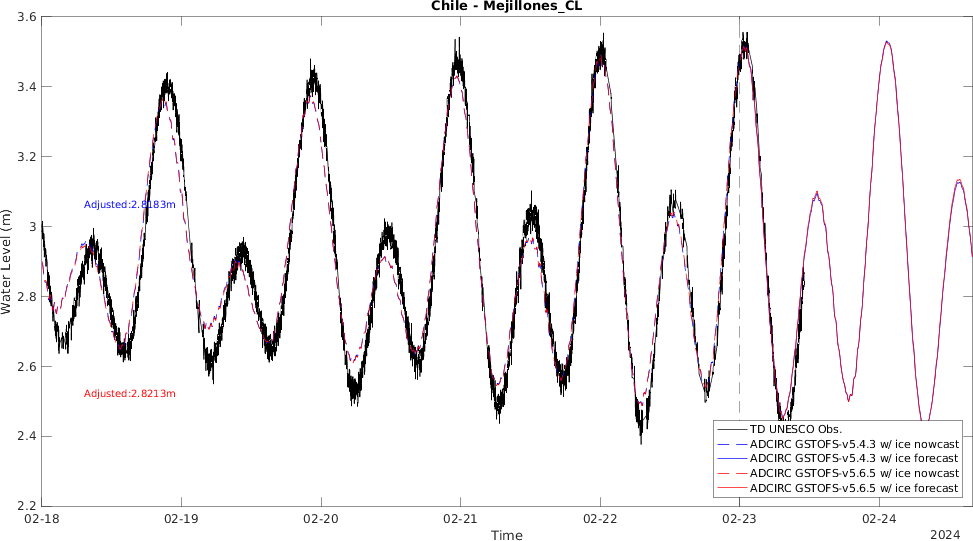 Chile - Mejillones_CL
3.6
3.4
3.2
3
2.8
2.6
2.4
2.2
Water Level (m)
Adjusted:2.8183m
Adjusted:2.8213m
TD UNESCO Obs.
ADCIRC GSTOFS-v5.4.3 w/ ice nowcast
ADCIRC GSTOFS-v5.4.3 w/ ice forecast
ADCIRC GSTOFS-v5.6.5 w/ ice nowcast
ADCIRC GSTOFS-v5.6.5 w/ ice forecast
02-18 02-19 02-20 02-21 02-22 02-23 02-24
Time
2024